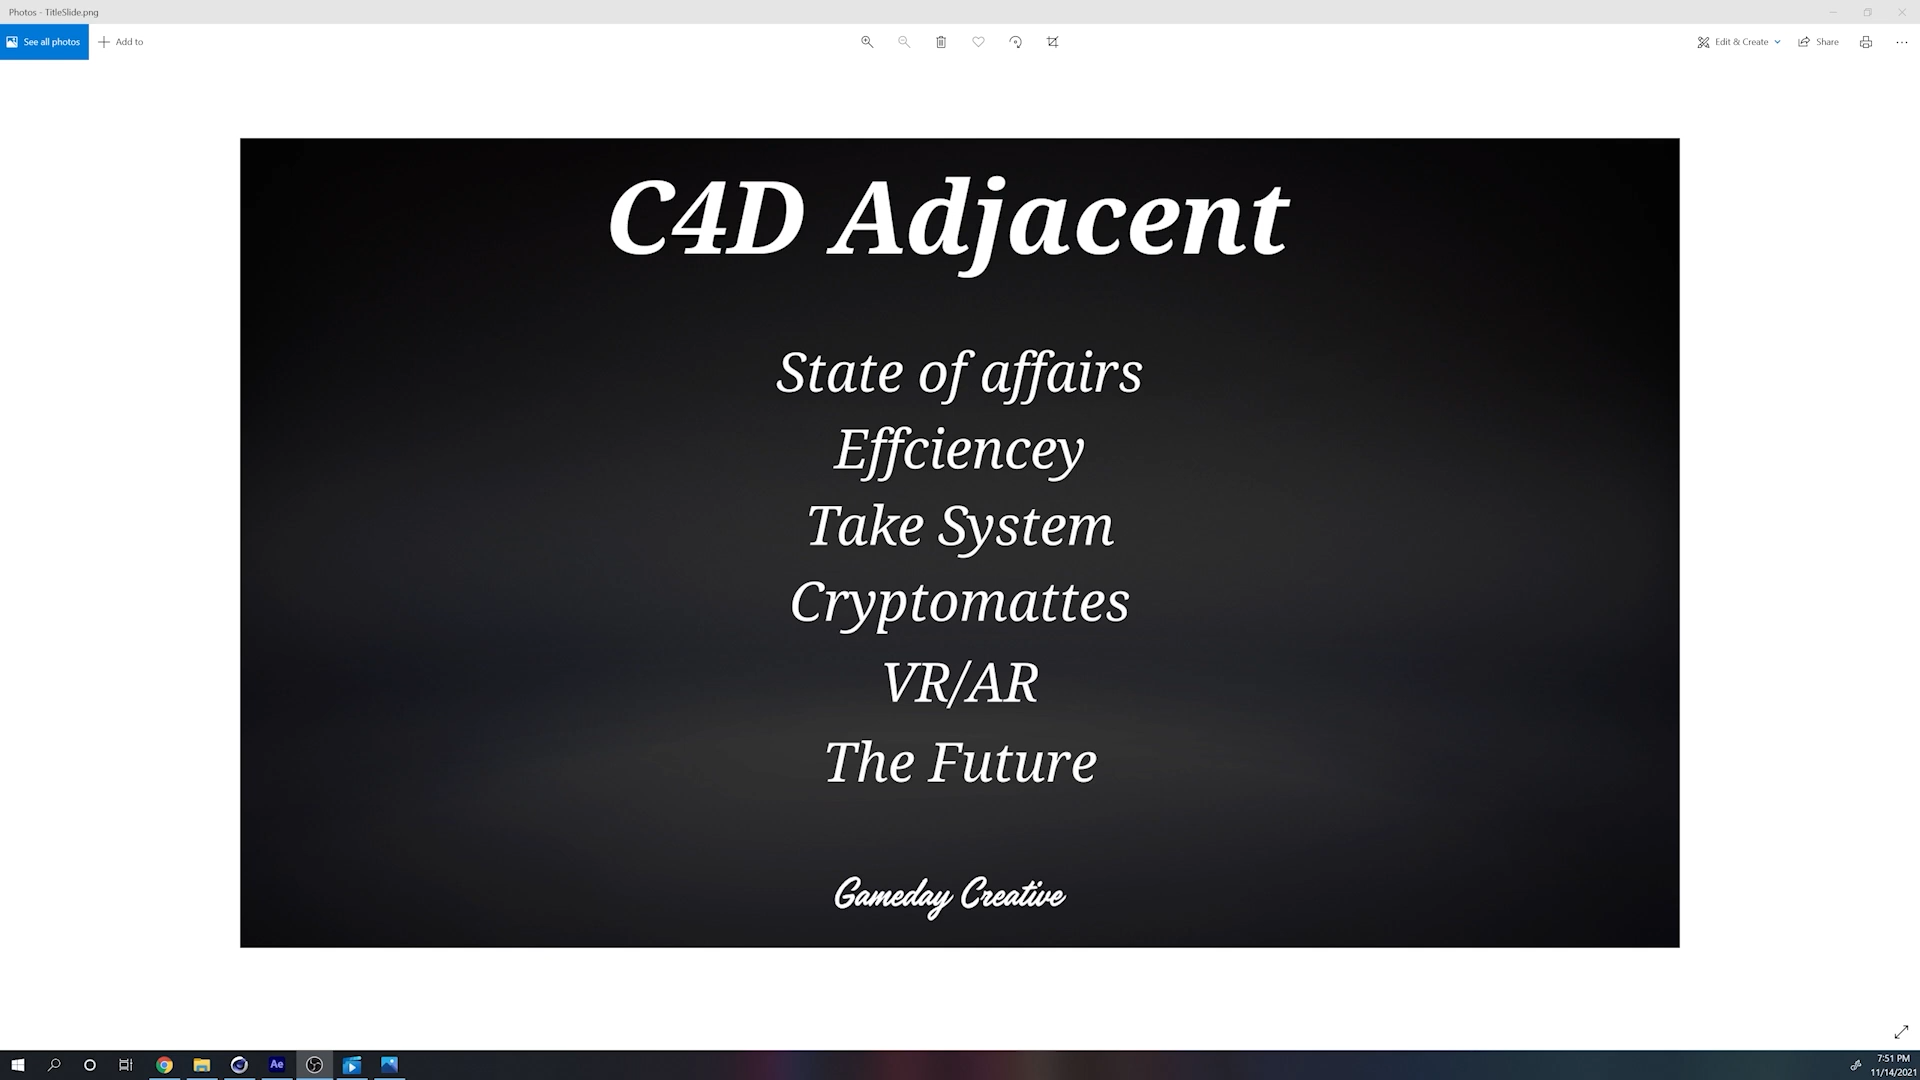 Photos - TitleSlide.png
See all photos
Add to
Edit & Create
Share
C4D Adjacent
State of affairs
Effciencey
Take System
Cryptomattes
VR/AR
The Future
Gameday Creative
Ae
7:51 PM
11/14/2021